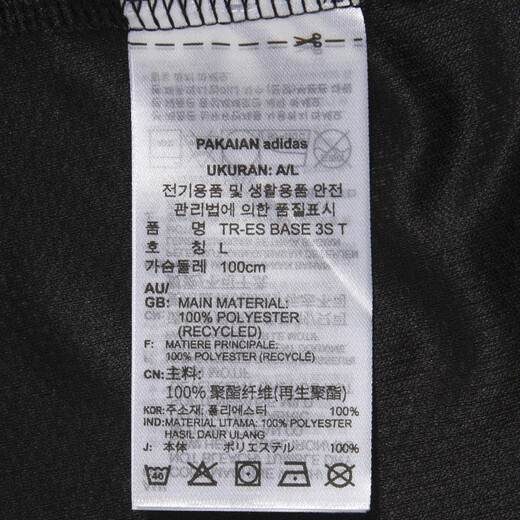 PAKAIAN adidas
UKURAN: A/L
전기용품 및 생활용품 안전
관리법에 의한 품질표시
품 명 TR-ES BASE 3S T
호 칭 L
가슴둘레 100cm
AU/
GB: MAIN MATERIAL:
100% POLYESTER
(RECYCLED)
F: MATIERE PRINCIPALE:
100% POLYESTER (RECYCLÉ)
CN: 主料:
100% 聚酯纤维(再生聚酯)
KOR: 주소재, 폴리에스터 100%
IND: MATERIAL UTAMA: 100% POLYESTER
HASIL DAUR ULANG
J: 本体 ポリエステル 100%
40